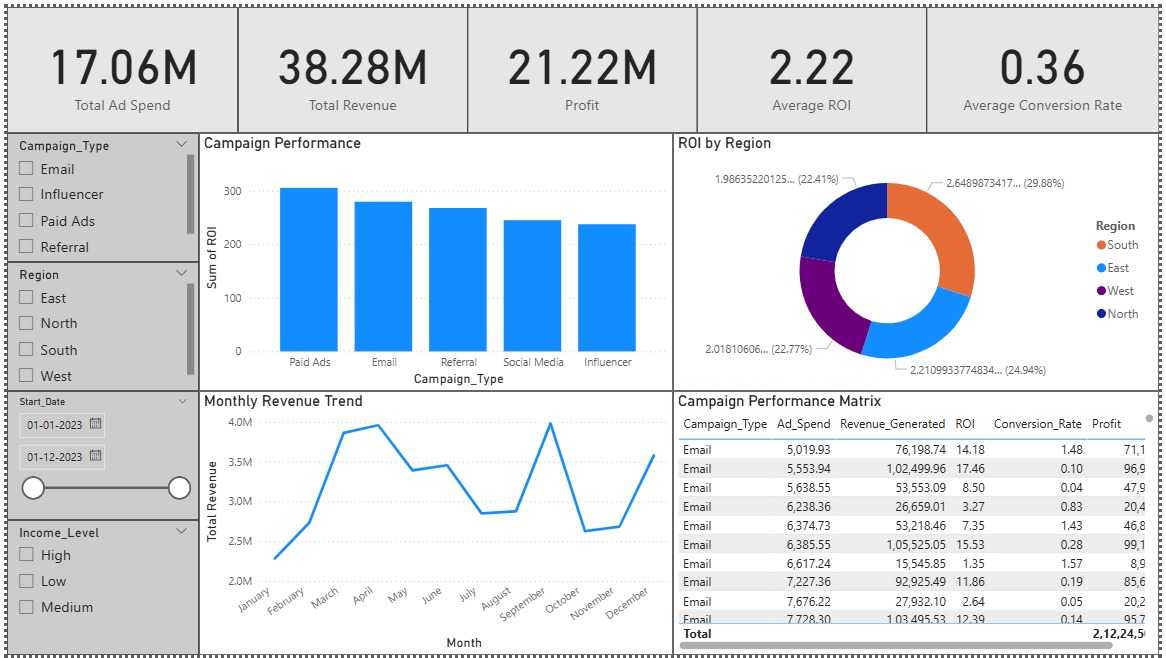 17.06M
Total Ad Spend
38.28M
Total Revenue
21.22M
Profit
2.22
Average ROI
0.36
Average Conversion Rate
Campaign_Type
Email
Influencer
Paid Ads
Referral
Region
East
North
South
West
Start_Date
01-01-2023
01-12-2023
Income_Level
High
Low
Medium
Campaign Performance
Sum of ROI
300
200
100
0
Paid Ads Email Referral Social Media Influencer
Campaign_Type
ROI by Region
1.98635220125... (22.41%)
2.6489873417... (29.88%)
2.01810606... (22.77%)
2.2109933774834... (24.94%)
Region
South
East
West
North
Monthly Revenue Trend
Total Revenue
4.0M
3.5M
3.0M
2.5M
2.0M
January February March April May June July August September October November December
Month
Campaign Performance Matrix
Campaign_Type Ad_Spend Revenue_Generated ROI Conversion_Rate Profit
Email 5,019.93 76,198.74 14.18 1.48 71,1
Email 5,553.94 1,02,499.96 17.46 0.10 96,9
Email 5,638.55 53,553.09 8.50 0.04 47,9
Email 6,238.36 26,659.01 3.27 0.83 20,4
Email 6,374.73 53,218.46 7.35 1.43 46,8
Email 6,385.55 1,05,525.05 15.53 0.28 99,1
Email 6,617.24 15,545.85 1.35 1.57 8,9
Email 7,227.36 92,925.49 11.86 0.19 85,6
Email 7,676.22 27,932.10 2.64 0.05 20,2
Email 7,728.30 1,03,495.53 12.39 0.14 95,7
Total 2,12,24,5